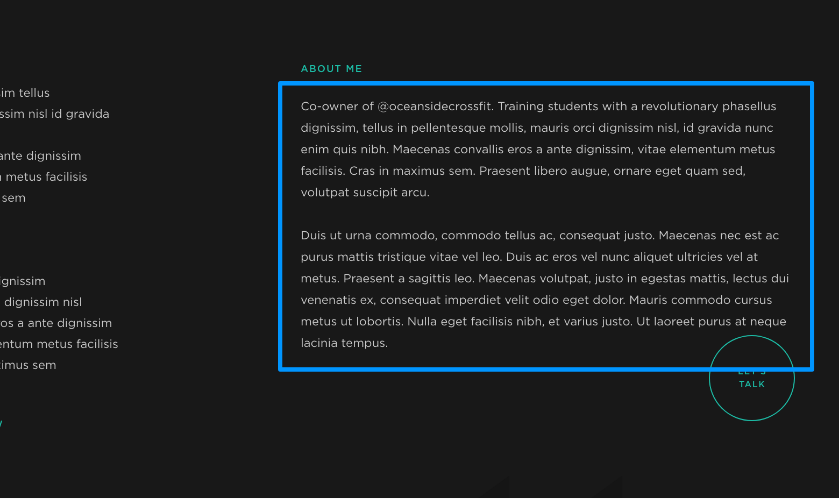 im tellus
ssim nisl id gravida
ante dignissim
metus facilisis
sem
dignissim nisl
os a ante dignissim
entum metus facilisis
ximus sem
ABOUT ME
Co-owner of @oceansidecrossfit. Training students with a revolutionary phasellus
dignissim, tellus in pellentesque mollis, mauris orci dignissim nisl, id gravida nunc
enim quis nibh. Maecenas convallis eros a ante dignissim, vitae elementum metus
facilisis. Cras in maximus sem. Praesent libero augue, ornare eget quam sed,
volutpat suscipit arcu.
Duis ut urna commodo, commodo tellus ac, consequat justo. Maecenas nec est ac
purus mattis tristique vitae vel leo. Duis ac eros vel nunc aliquet ultricies vel at
metus. Praesent a sagittis leo. Maecenas volutpat, justo in egestas mattis, lectus dui
venenatis ex, consequat imperdiet velit odio eget dolor. Mauris commodo cursus
metus ut lobortis. Nulla eget facilisis nibh, et varius justo. Ut laoreet purus at neque
lacinia tempus.
LET'S
TALK